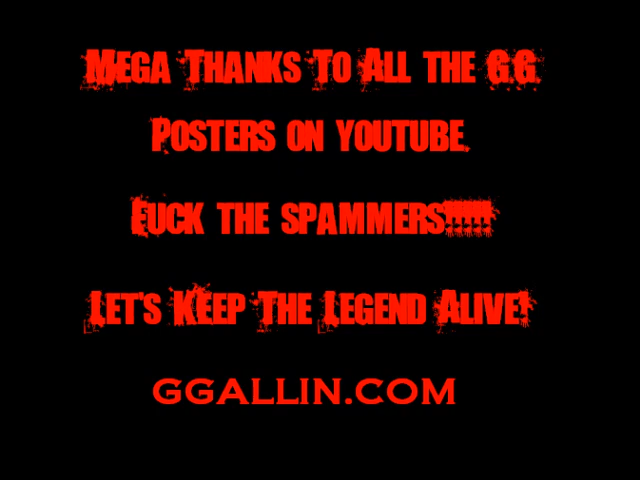 Mega Thanks To All the G.G.
Posters on youtube.
Fuck the spammers!!!!!
Let's Keep The Legend Alive!
GGALLIN.COM